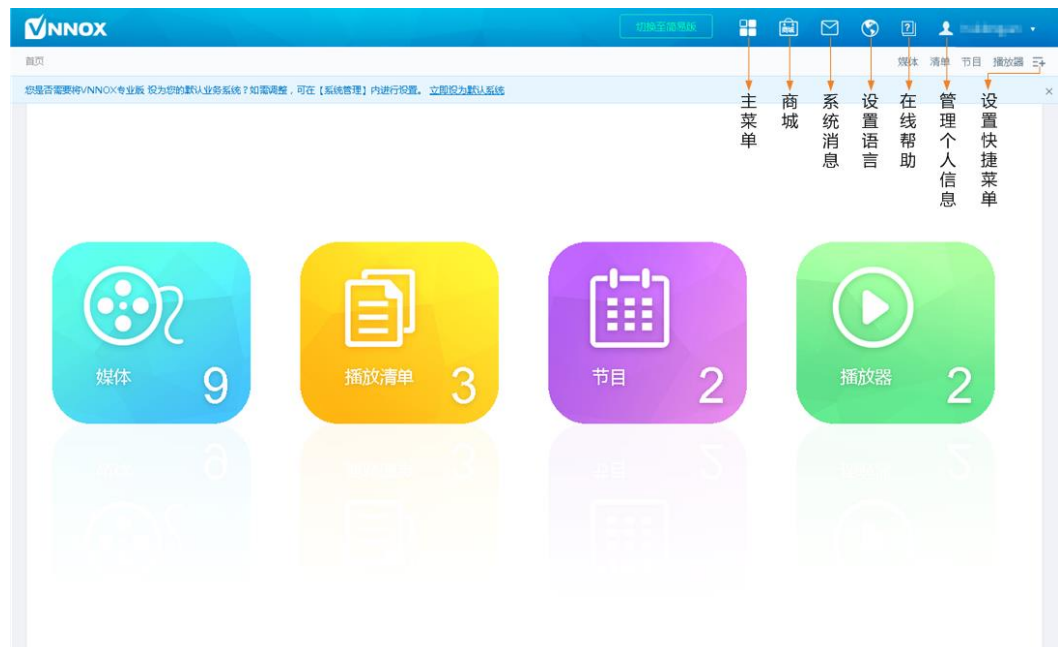 VNNOX
切换至简易版
商城
首页
媒体 清单 节目 播放器
您是否需要将VNNOX专业版 设为您的默认业务系统？如需调整，可在【系统管理】内进行设置。 立即设为默认系统
主菜单
商城
系统消息
设置语言
在线帮助
管理个人信息
设置快捷菜单
媒体 9
播放清单 3
节目 2
播放器 2